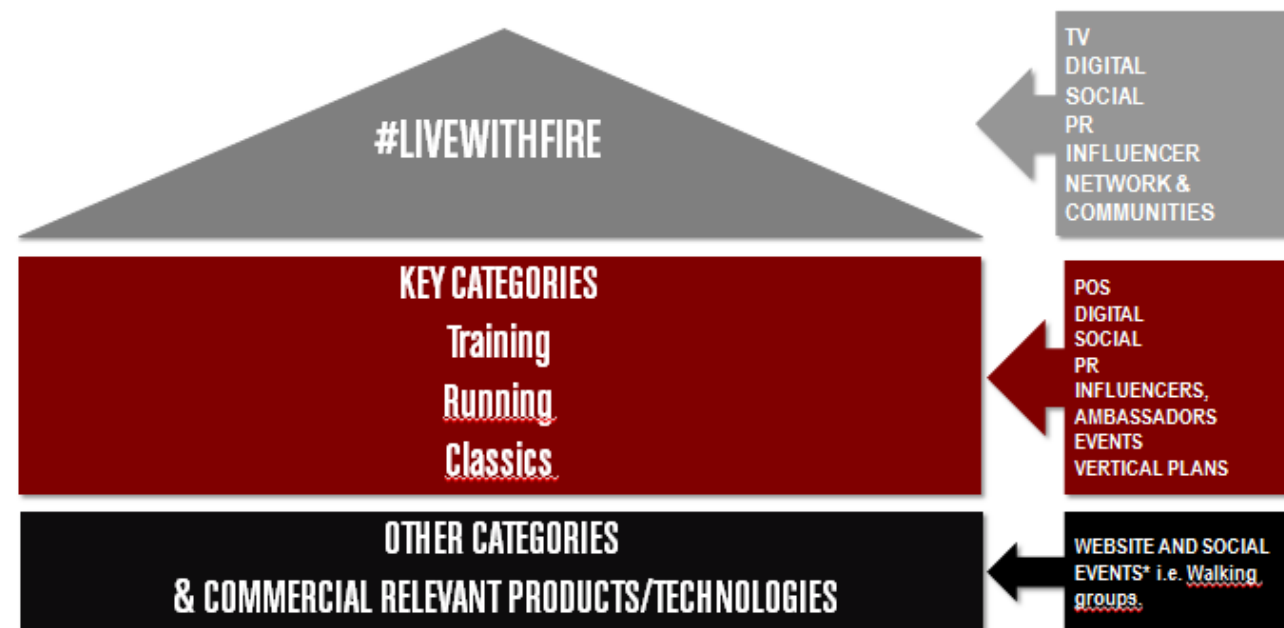 #LIVEWITHFIRE
TV
DIGITAL
SOCIAL
PR
INFLUENCER
NETWORK &
COMMUNITIES
KEY CATEGORIES
Training
Running
Classics
POS
DIGITAL
SOCIAL
PR
INFLUENCERS,
AMBASSADORS
EVENTS
VERTICAL PLANS
OTHER CATEGORIES
& COMMERCIAL RELEVANT PRODUCTS/TECHNOLOGIES
WEBSITE AND SOCIAL
EVENTS* i.e. Walking
groups.